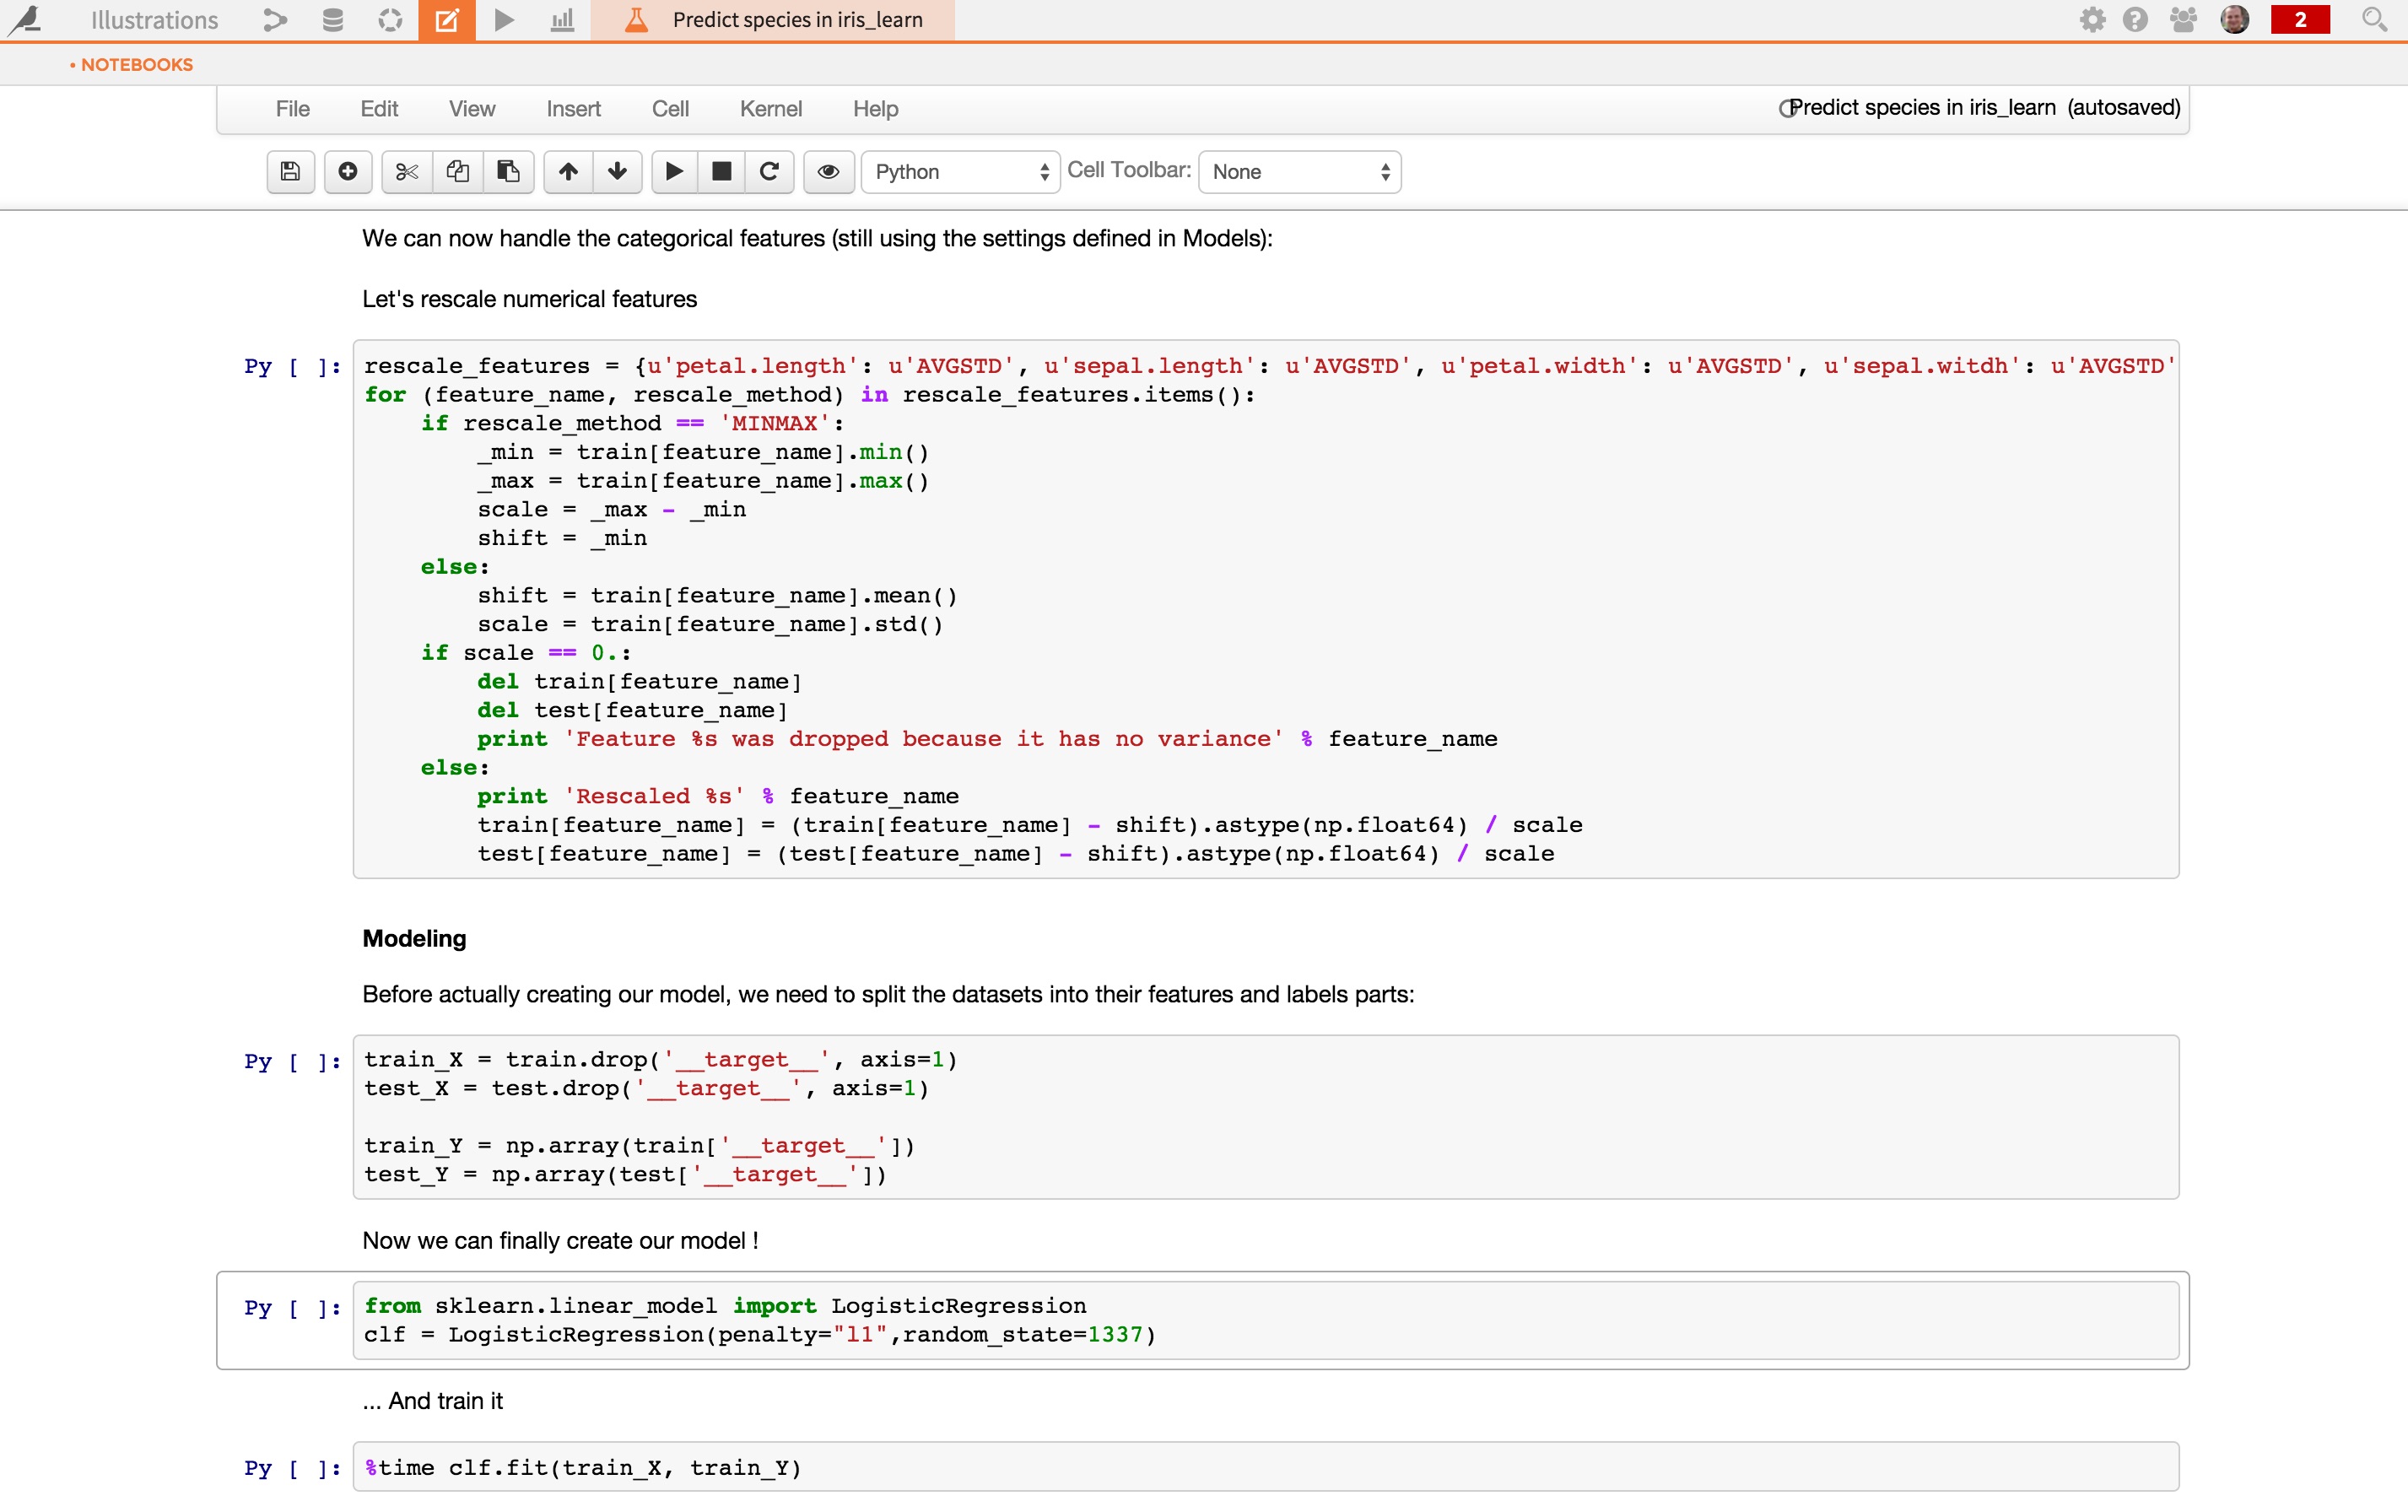 Illustrations
Predict species in iris_learn
2
• NOTEBOOKS
File Edit View Insert Cell Kernel Help
Predict species in iris_learn (autosaved)
Python
Cell Toolbar:
None
We can now handle the categorical features (still using the settings defined in Models):
Let's rescale numerical features
Py [ ]:
rescale_features = {u'petal.length': u'AVGSTD', u'sepal.length': u'AVGSTD', u'petal.width': u'AVGSTD', u'sepal.witdh': u'AVGSTD'
for (feature_name, rescale_method) in rescale_features.items():
    if rescale_method == 'MINMAX':
        _min = train[feature_name].min()
        _max = train[feature_name].max()
        scale = _max - _min
        shift = _min
    else:
        shift = train[feature_name].mean()
        scale = train[feature_name].std()
    if scale == 0.:
        del train[feature_name]
        del test[feature_name]
        print 'Feature %s was dropped because it has no variance' % feature_name
    else:
        print 'Rescaled %s' % feature_name
        train[feature_name] = (train[feature_name] - shift).astype(np.float64) / scale
        test[feature_name] = (test[feature_name] - shift).astype(np.float64) / scale
Modeling
Before actually creating our model, we need to split the datasets into their features and labels parts:
Py [ ]:
train_X = train.drop('__target__', axis=1)
test_X = test.drop('__target__', axis=1)
train_Y = np.array(train['__target__'])
test_Y = np.array(test['__target__'])
Now we can finally create our model !
Py [ ]:
from sklearn.linear_model import LogisticRegression
clf = LogisticRegression(penalty="l1",random_state=1337)
... And train it
Py [ ]:
%time clf.fit(train_X, train_Y)